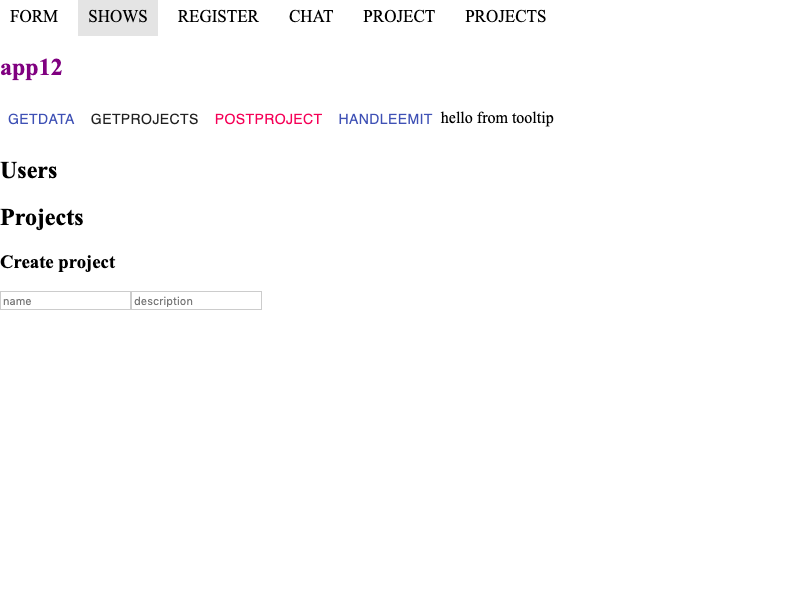 FORM SHOWS REGISTER CHAT PROJECT PROJECTS
app12
GETDATA GETPROJECTS POSTPROJECT HANDLEEMIT hello from tooltip
Users
Projects
Create project
name description